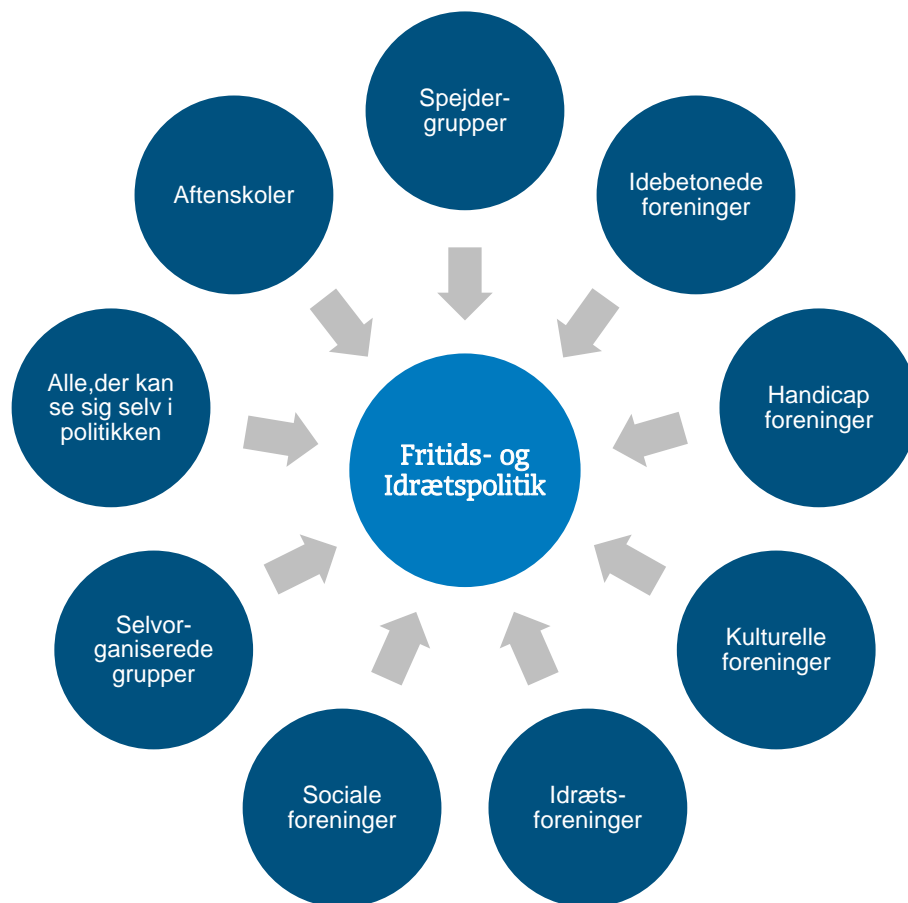 Spejder-
grupper
Idebetonede
foreninger
Handicap
foreninger
Kulturelle
foreninger
Idræts-
foreninger
Sociale
foreninger
Selvor-
ganiserede
grupper
Alle,der kan
se sig selv i
politikken
Aftenskoler
Fritids- og
Idrætspolitik